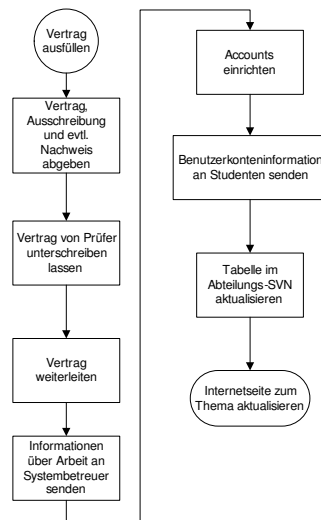 Vertrag
ausfüllen
Vertrag,
Ausschreibung
und evtl.
Nachweis
abgeben
Vertrag von Prüfer
unterschreiben
lassen
Vertrag
weiterleiten
Informationen
über Arbeit an
Systembetreuer
senden
Accounts
einrichten
Benutzerkonteninformation
an Studenten senden
Tabelle im
Abteilungs-SVN
aktualisieren
Internetseite zum
Thema aktualisieren